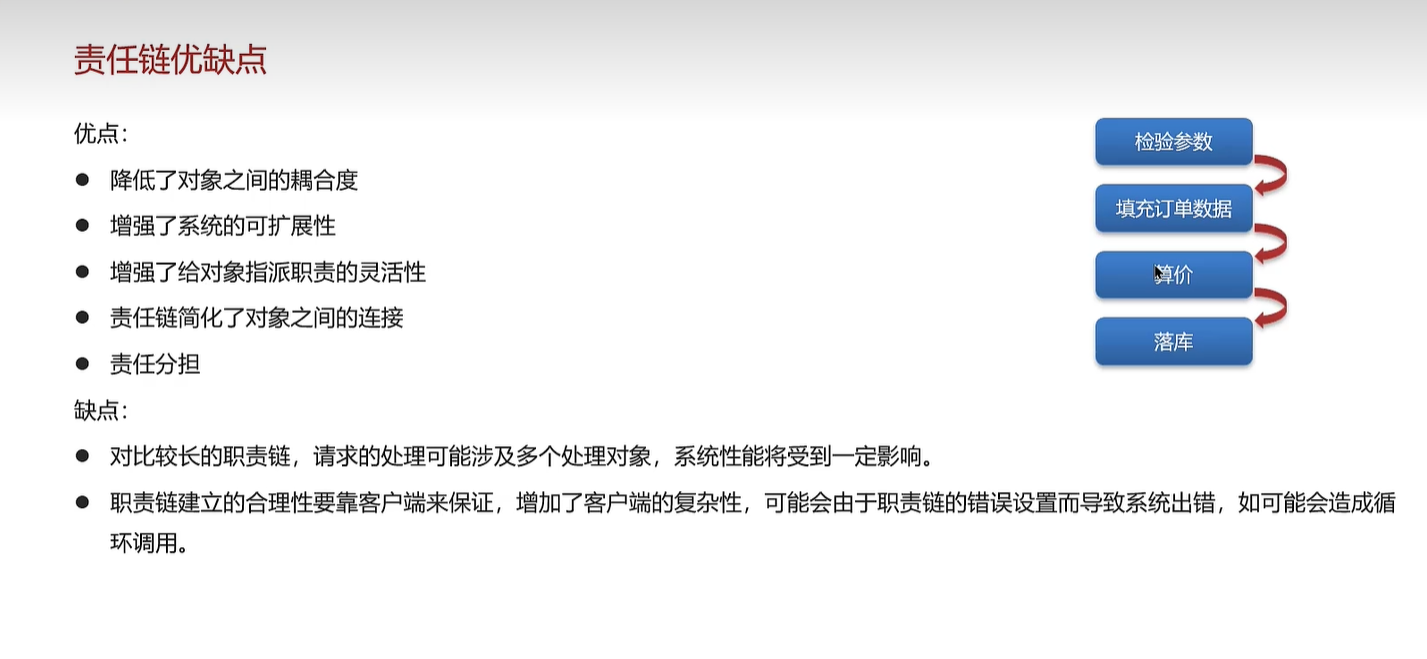 责任链优缺点
优点：
● 降低了对象之间的耦合度
● 增强了系统的可扩展性
● 增强了给对象指派职责的灵活性
● 责任链简化了对象之间的连接
● 责任分担
缺点：
● 对比较长的职责链，请求的处理可能涉及多个处理对象，系统性能将受到一定影响。
● 职责链建立的合理性要靠客户端来保证，增加了客户端的复杂性，可能会由于职责链的错误设置而导致系统出错，如可能会造成循
环调用。
检验参数
填充订单数据
算价
落库